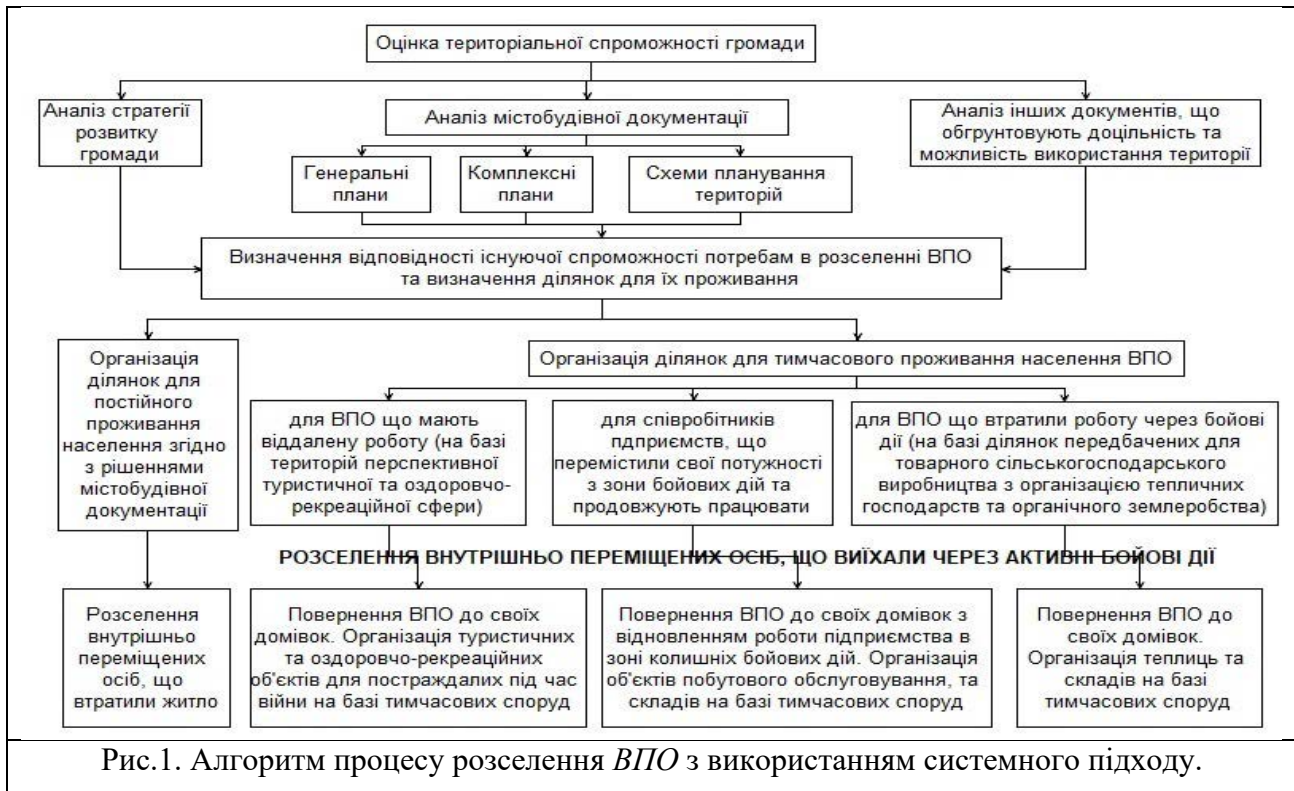 Оцінка територіальної спроможності громади
Аналіз стратегії
розвитку
громади
Аналіз містобудівної документації
Аналіз інших документів, що
обгрунтовують доцільність та
можливість використання території
Генеральні
плани
Комплексні
плани
Схеми планування
територій
Визначення відповідності існуючої спроможності потребам в розселенні ВПО
та визначення ділянок для їх проживання
Організація
ділянок для
постійного
проживання
населення згідно
з рішеннями
містобудівної
документації
Організація ділянок для тимчасового проживання населення ВПО
для ВПО що мають
віддалену роботу (на базі
територій перспективної
туристичної та оздоровчо-
рекреаційної сфери)
для співробітників
пдприємств, що
перемістили свої потужності
з зони бойових дій та
продовжують працювати
для ВПО що втратили роботу через бойові
дії (на базі ділянок передбачених для
товарного сільськогосподарського
виробництва з організацією тепличних
господарств та органічного землеробства)
РОЗСЕЛЕННЯ ВНУТРІШНЬО ПЕРЕМІЩЕНИХ ОСІБ, ЩО ВИЇХАЛИ ЧЕРЕЗ АКТИВНІ БОЙОВІ ДІЇ
Розселення
внутрішньо
переміщених
осіб, що
втратили житло
Повернення ВПО до своїх
домівок. Організація туристичних
та оздоровчо-рекреаційних
об'єктів для постраждалих під час
війни на базі тимчасових споруд
Повернення ВПО до своїх домівок з
відновленням роботи підприємства в
зоні колишніх бойових дій. Організація
об'єктів побутового обслуговування, та
складів на базі тимчасових споруд
Повернення ВПО до
своїх домівок.
Організація теплиць та
складів на базі
тимчасових споруд
Рис.1. Алгоритм процесу розселення ВПО з використанням системного підходу.